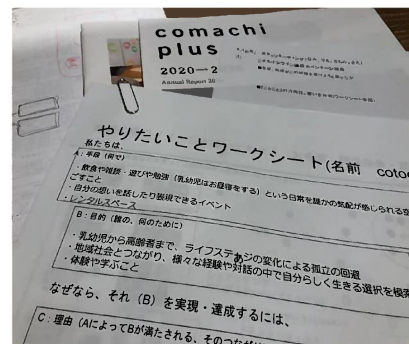 comachi
plus
2020—2
Annual Report 20
やりたいことワークシート(名前 coto
私たちは、
A:手段(何で)
・飲食や雑談・遊びや勉強(乳幼児はお昼寝をする)という日常を誰かの気配が感じられる空
ごすこと
・自分の想いを話したり表現できるイベント
・レンタルスペース
B:目的(誰の、何のために)
・乳幼児から高齢者まで、ライフステージの変化による孤立の回避
・地域社会とつながり、様々な経験や対話の中で自分らしく生きる選択を模索
・体験や学ぶこと
なぜなら、それ(B)を実現・達成するには、
C:理由(AによってBが満たされる、そのつながり